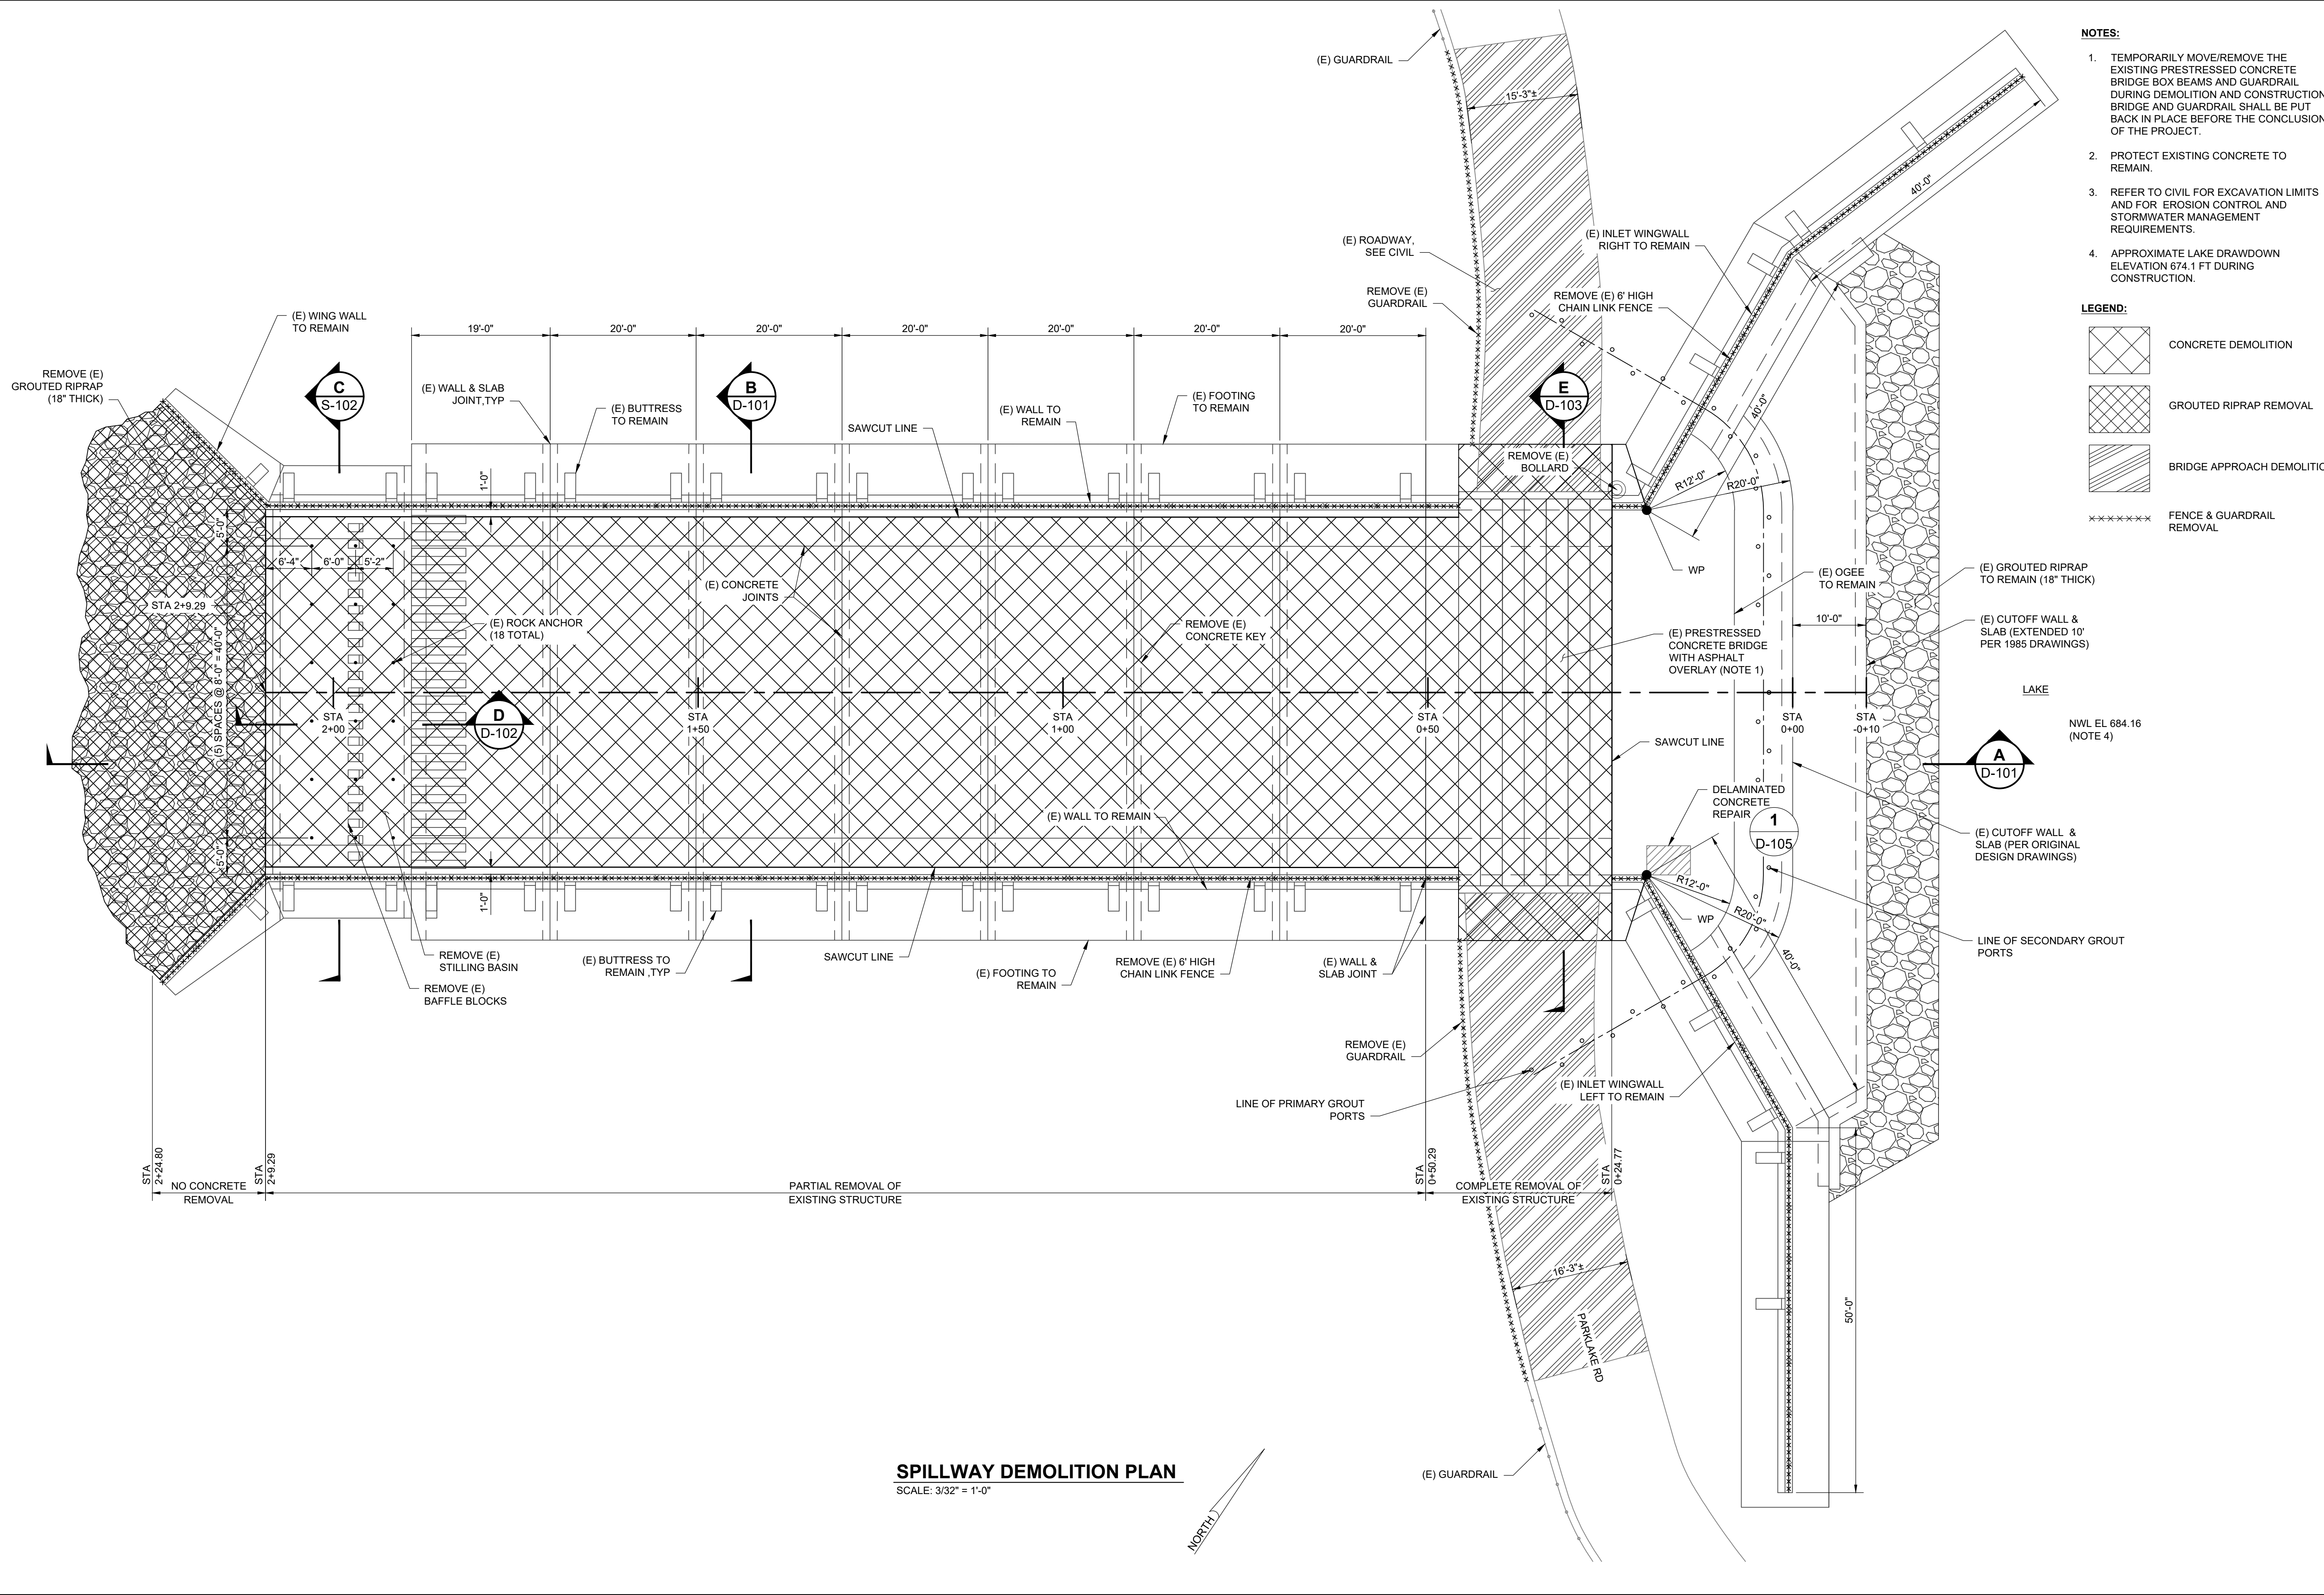 NOTES:
1. TEMPORARILY MOVE/REMOVE THE
EXISTING PRESTRESSED CONCRETE
BRIDGE BOX BEAMS AND GUARDRAIL
DURING DEMOLITION AND CONSTRUCTION
BRIDGE AND GUARDRAIL SHALL BE PUT
BACK IN PLACE BEFORE THE CONCLUSION
OF THE PROJECT.
2. PROTECT EXISTING CONCRETE TO
REMAIN.
3. REFER TO CIVIL FOR EXCAVATION LIMITS
AND FOR EROSION CONTROL AND
STORMWATER MANAGEMENT
REQUIREMENTS.
4. APPROXIMATE LAKE DRAWDOWN
ELEVATION 674.1 FT DURING
CONSTRUCTION.
LEGEND:
CONCRETE DEMOLITION
GROUTED RIPRAP REMOVAL
BRIDGE APPROACH DEMOLITIO
FENCE & GUARDRAIL
REMOVAL
(E) GUARDRAIL
15'-3"±
40'-0"
(E) ROADWAY,
SEE CIVIL
(E) INLET WINGWALL
RIGHT TO REMAIN
REMOVE (E)
GUARDRAIL
REMOVE (E) 6' HIGH
CHAIN LINK FENCE
(E) WING WALL
TO REMAIN
19'-0"
20'-0"
20'-0"
20'-0"
20'-0"
20'-0"
20'-0"
REMOVE (E)
GROUTED RIPRAP
(18" THICK)
C
S-102
(E) WALL & SLAB
JOINT,TYP
(E) BUTTRESS
TO REMAIN
B
D-101
SAWCUT LINE
(E) WALL TO
REMAIN
(E) FOOTING
TO REMAIN
E
D-103
REMOVE (E)
BOLLARD
40'-0"
R12'-0"
R20'-0"
WP
1'-0"
5'-0"
6'-4"
6'-0"
5'-2"
STA 2+9.29
(5) SPACES @ 8'-0" = 40'-0"
5'-0"
(E) ROCK ANCHOR
(18 TOTAL)
(E) CONCRETE
JOINTS
REMOVE (E)
CONCRETE KEY
(E) PRESTRESSED
CONCRETE BRIDGE
WITH ASPHALT
OVERLAY (NOTE 1)
(E) OGEE
TO REMAIN
10'-0"
(E) GROUTED RIPRAP
TO REMAIN (18" THICK)
(E) CUTOFF WALL &
SLAB (EXTENDED 10'
PER 1985 DRAWINGS)
LAKE
NWL EL 684.16
(NOTE 4)
STA
2+00
D
D-102
STA
1+50
STA
1+00
STA
0+50
STA
0+00
STA
-0+10
SAWCUT LINE
A
D-101
DELAMINATED
CONCRETE
REPAIR
1
D-105
(E) CUTOFF WALL &
SLAB (PER ORIGINAL
DESIGN DRAWINGS)
(E) WALL TO REMAIN
R12'-0"
R20'-0"
WP
40'-0"
LINE OF SECONDARY GROUT
PORTS
1'-0"
REMOVE (E)
STILLING BASIN
REMOVE (E)
BAFFLE BLOCKS
(E) BUTTRESS TO
REMAIN ,TYP
SAWCUT LINE
(E) FOOTING TO
REMAIN
REMOVE (E) 6' HIGH
CHAIN LINK FENCE
(E) WALL &
SLAB JOINT
REMOVE (E)
GUARDRAIL
LINE OF PRIMARY GROUT
PORTS
(E) INLET WINGWALL
LEFT TO REMAIN
STA
2+24.80
NO CONCRETE
REMOVAL
STA
2+9.29
PARTIAL REMOVAL OF
EXISTING STRUCTURE
STA
0+50.29
COMPLETE REMOVAL OF
EXISTING STRUCTURE
STA
0+24.77
16'-3"±
PARKLAKE RD
50'-0"
(E) GUARDRAIL
SPILLWAY DEMOLITION PLAN
SCALE: 3/32" = 1'-0"
NORTH